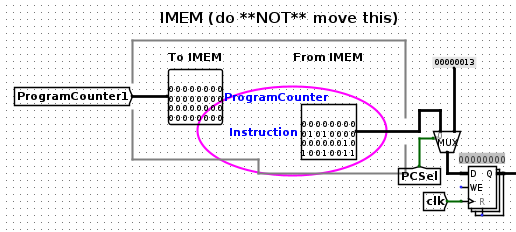 IMEM (do **NOT** move this)
To IMEM
From IMEM
00000013
ProgramCounter1
00000000
00000000
00000000
00000000
ProgramCounter
Instruction
00000000
01010000
00000010
10010011
MUX
PCSel
00000000
D Q
WE
clk
R